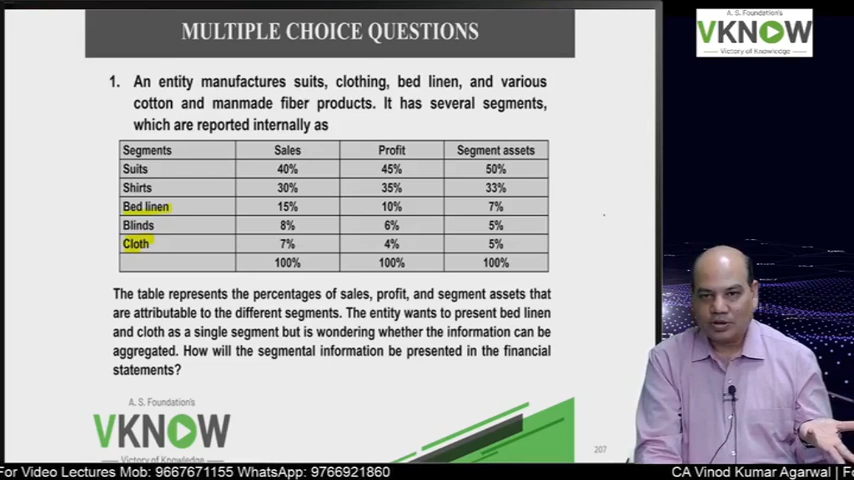 MULTIPLE CHOICE QUESTIONS
A. S. Foundation's
VKNOW
Victory of Knowledge
1. An entity manufactures suits, clothing, bed linen, and various
cotton and manmade fiber products. It has several segments,
which are reported internally as
Segments Sales Profit Segment assets
Suits 40% 45% 50%
Shirts 30% 35% 33%
Bed linen 15% 10% 7%
Blinds 8% 6% 5%
Cloth 7% 4% 5%
100% 100% 100%
The table represents the percentages of sales, profit, and segment assets that
are attributable to the different segments. The entity wants to present bed linen
and cloth as a single segment but is wondering whether the information can be
aggregated. How will the segmental information be presented in the financial
statements?
A. S. Foundation's
VKNOW
Victory of Knowledge
207
For Video Lectures Mob: 9667671155 WhatsApp: 9766921860
CA Vinod Kumar Agarwal | Fo